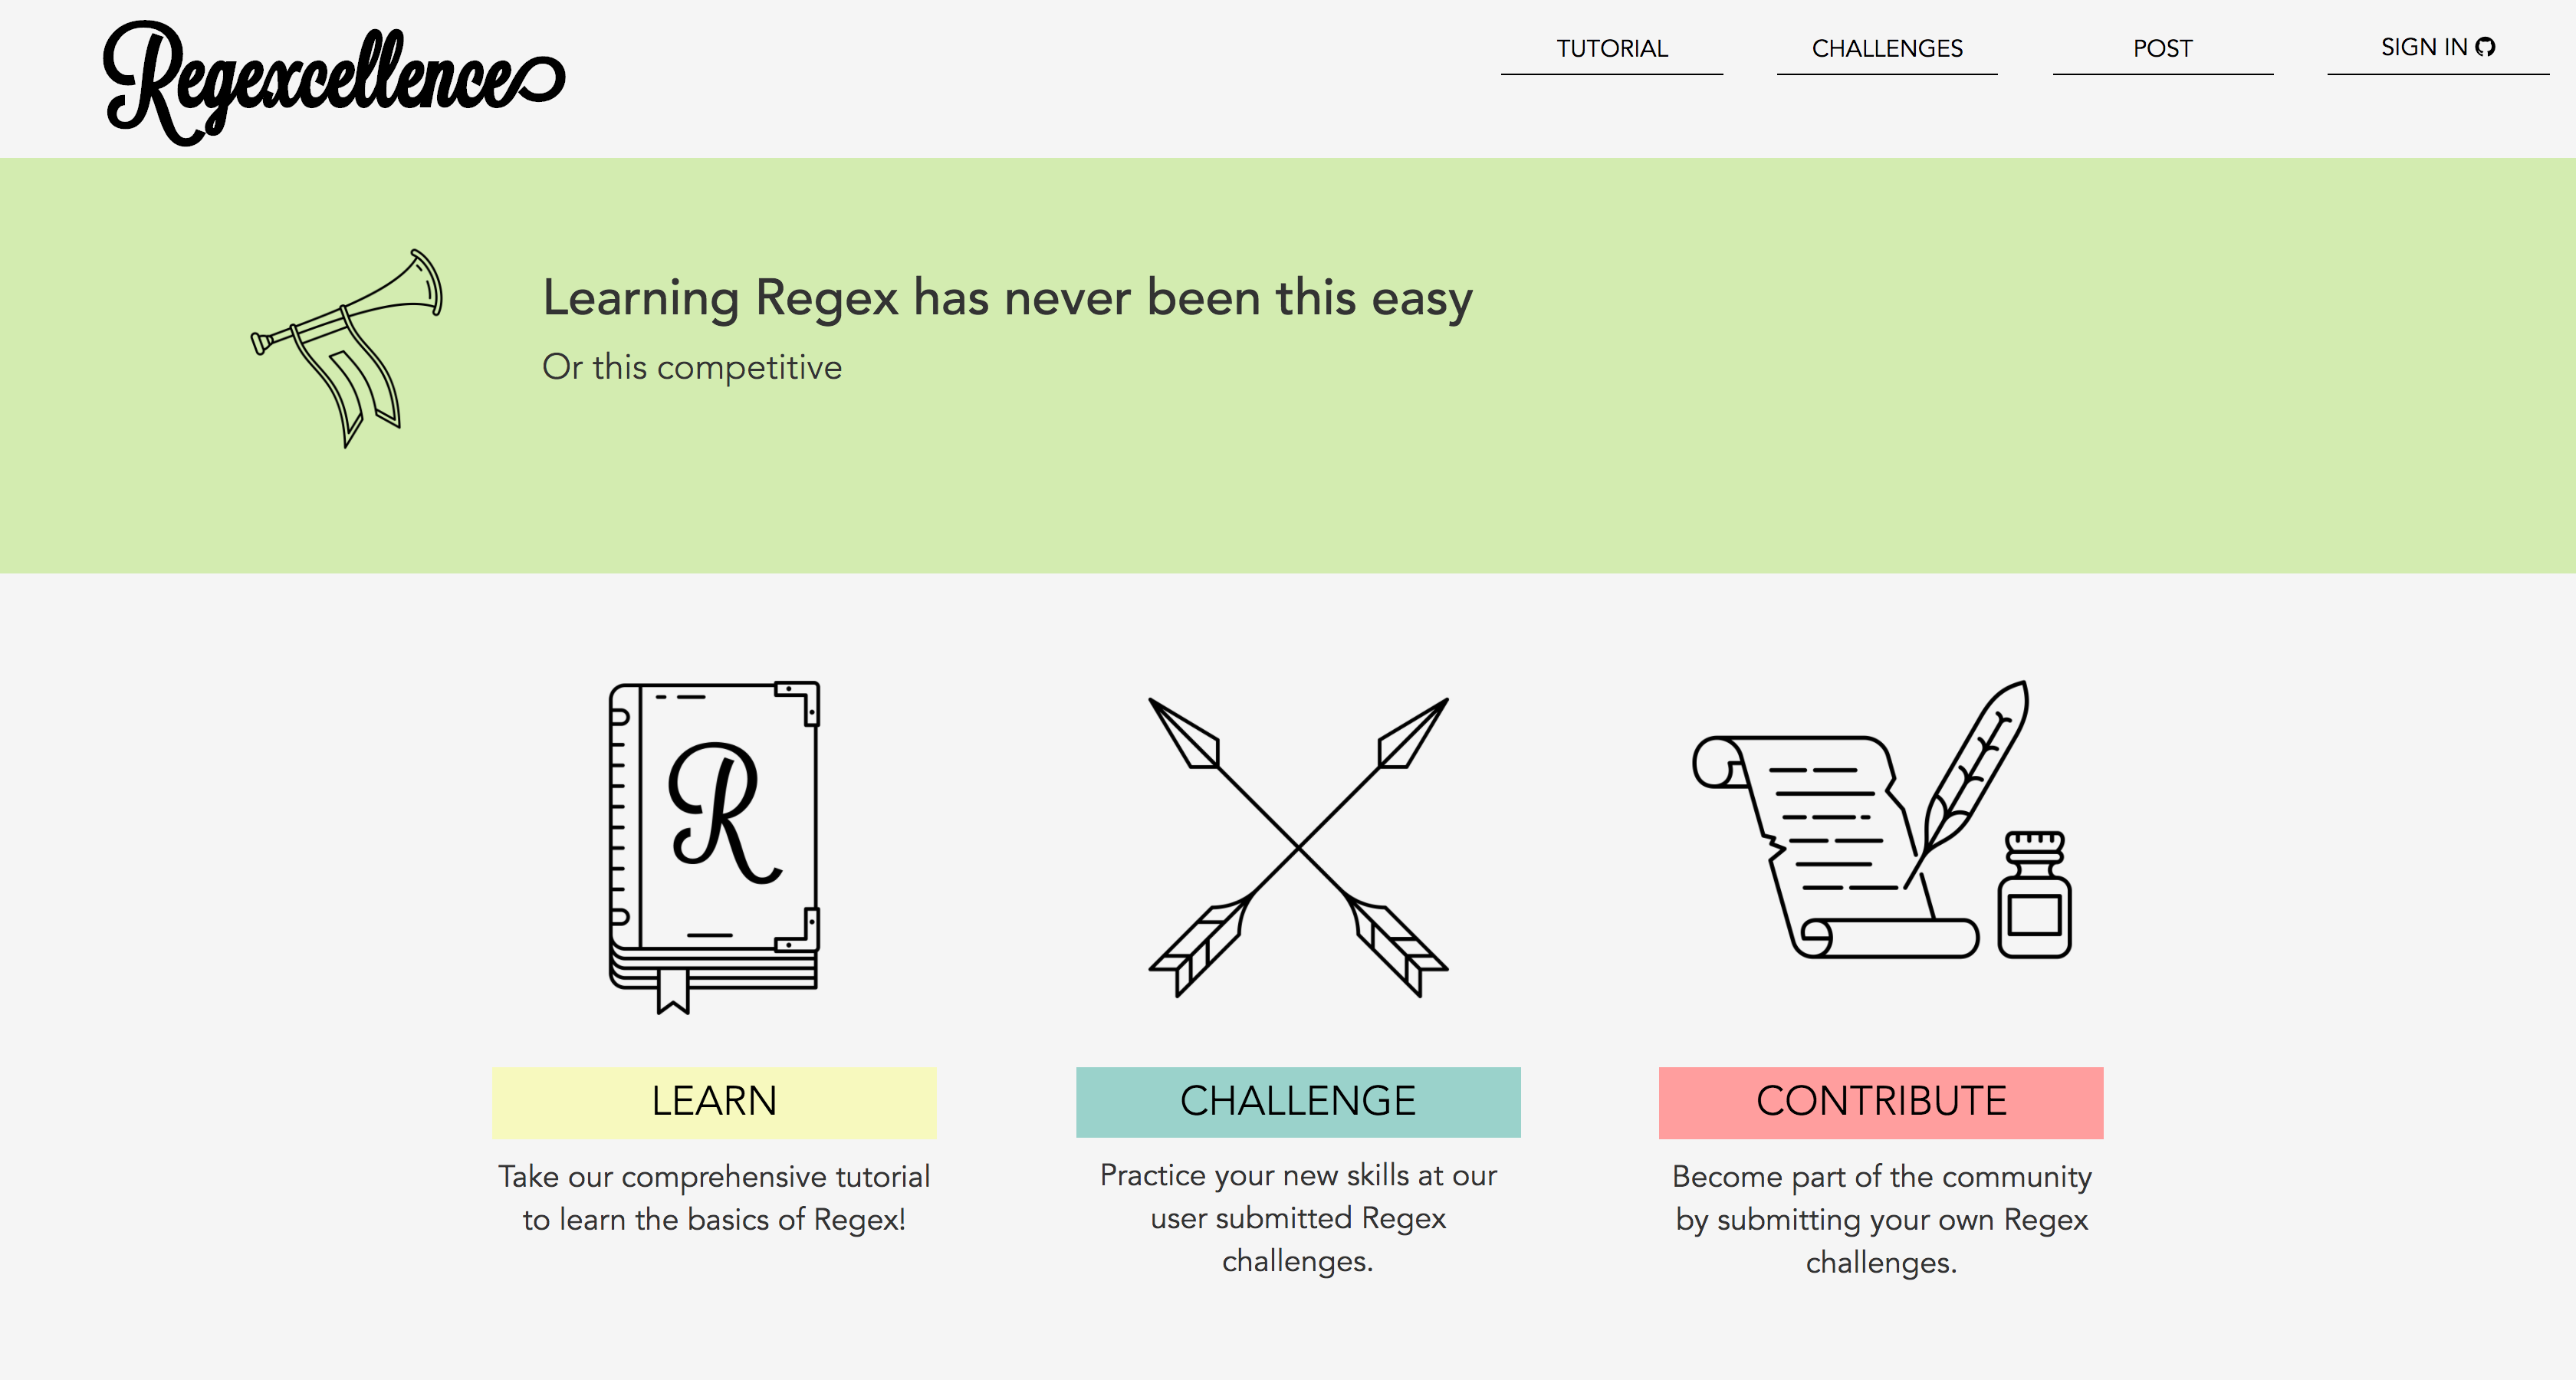 Regexcellence
TUTORIAL
CHALLENGES
POST
SIGN IN
Learning Regex has never been this easy
Or this competitive
R
LEARN
Take our comprehensive tutorial
to learn the basics of Regex!
CHALLENGE
Practice your new skills at our
user submitted Regex
challenges.
CONTRIBUTE
Become part of the community
by submitting your own Regex
challenges.